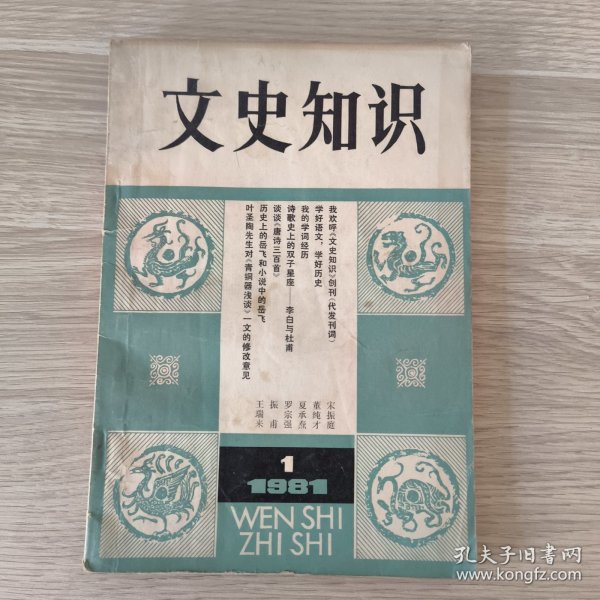 文史知识
我欢呼《文史知识》创刊(代发刊词)
学好语文，学好历史
我的学词经历
诗歌史上的双子星座——李白与杜甫
谈谈《唐诗三百首》
历史上的岳飞和小说中的岳飞
叶圣陶先生对《青铜器浅谈》一文的修改意见
宋振庭
董纯才
夏承焘
罗宗强
振甫
王瑞来
1
1981
WEN SHI
ZHI SHI
孔夫子旧书网
www.kongfz.com